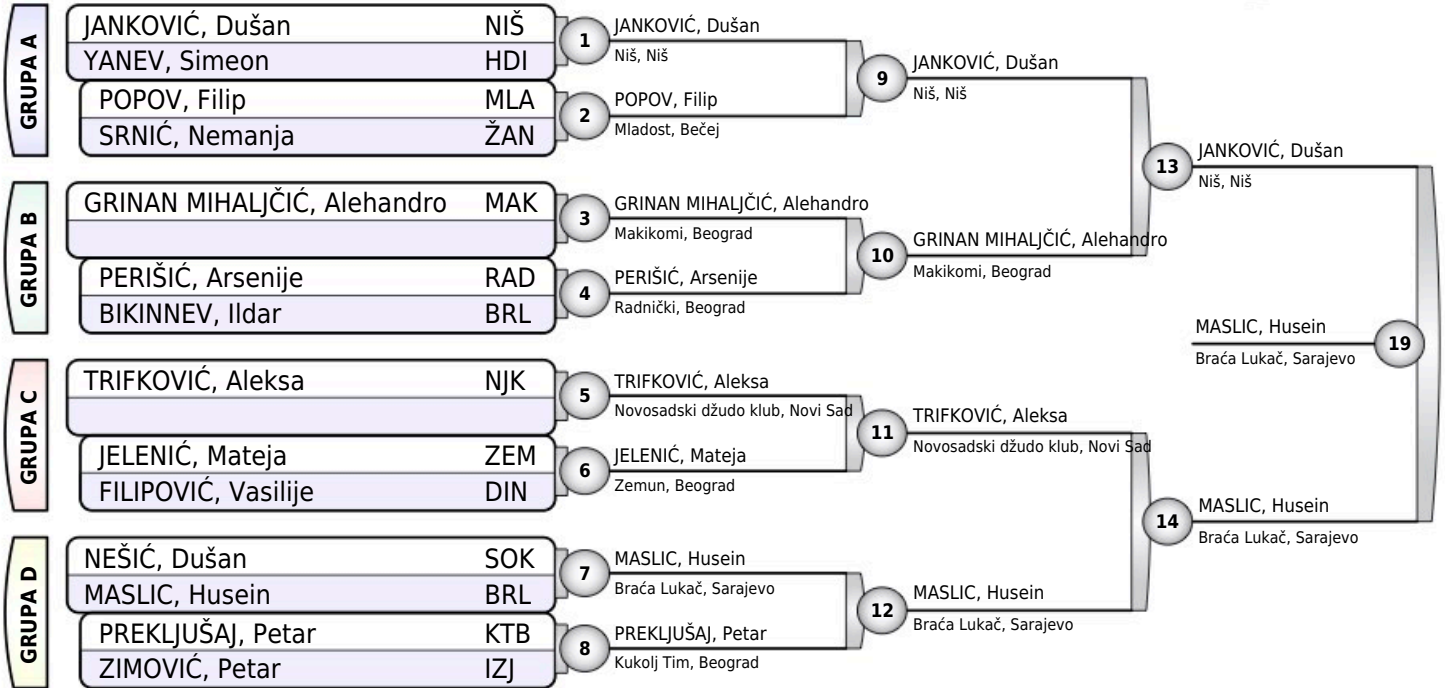 GRUPA A
JANKOVIĆ, Dušan NIŠ
YANEV, Simeon HDI
POPOV, Filip MLA
SRNIĆ, Nemanja ŽAN
GRUPA B
GRINAN MIHALJČIĆ, Alehandro MAK
PERIŠIĆ, Arsenije RAD
BIKINNEV, Ildar BRL
GRUPA C
TRIFKOVIĆ, Aleksa NJK
JELENIĆ, Mateja ZEM
FILIPOVIĆ, Vasilije DIN
GRUPA D
NEŠIĆ, Dušan SOK
MASLIC, Husein BRL
PREKLJUŠAJ, Petar KTB
ZIMOVIĆ, Petar IZJ
1 JANKOVIĆ, Dušan
Niš, Niš
2 POPOV, Filip
Mladost, Bečej
3 GRINAN MIHALJČIĆ, Alehandro
Makikomi, Beograd
4 PERIŠIĆ, Arsenije
Radnički, Beograd
5 TRIFKOVIĆ, Aleksa
Novosadski džudo klub, Novi Sad
6 JELENIĆ, Mateja
Zemun, Beograd
7 MASLIC, Husein
Braća Lukač, Sarajevo
8 PREKLJUŠAJ, Petar
Kukolj Tim, Beograd
9 JANKOVIĆ, Dušan
Niš, Niš
10 GRINAN MIHALJČIĆ, Alehandro
Makikomi, Beograd
11 TRIFKOVIĆ, Aleksa
Novosadski džudo klub, Novi Sad
12 MASLIC, Husein
Braća Lukač, Sarajevo
13 JANKOVIĆ, Dušan
Niš, Niš
14 MASLIC, Husein
Braća Lukač, Sarajevo
MASLIC, Husein 19
Braća Lukač, Sarajevo